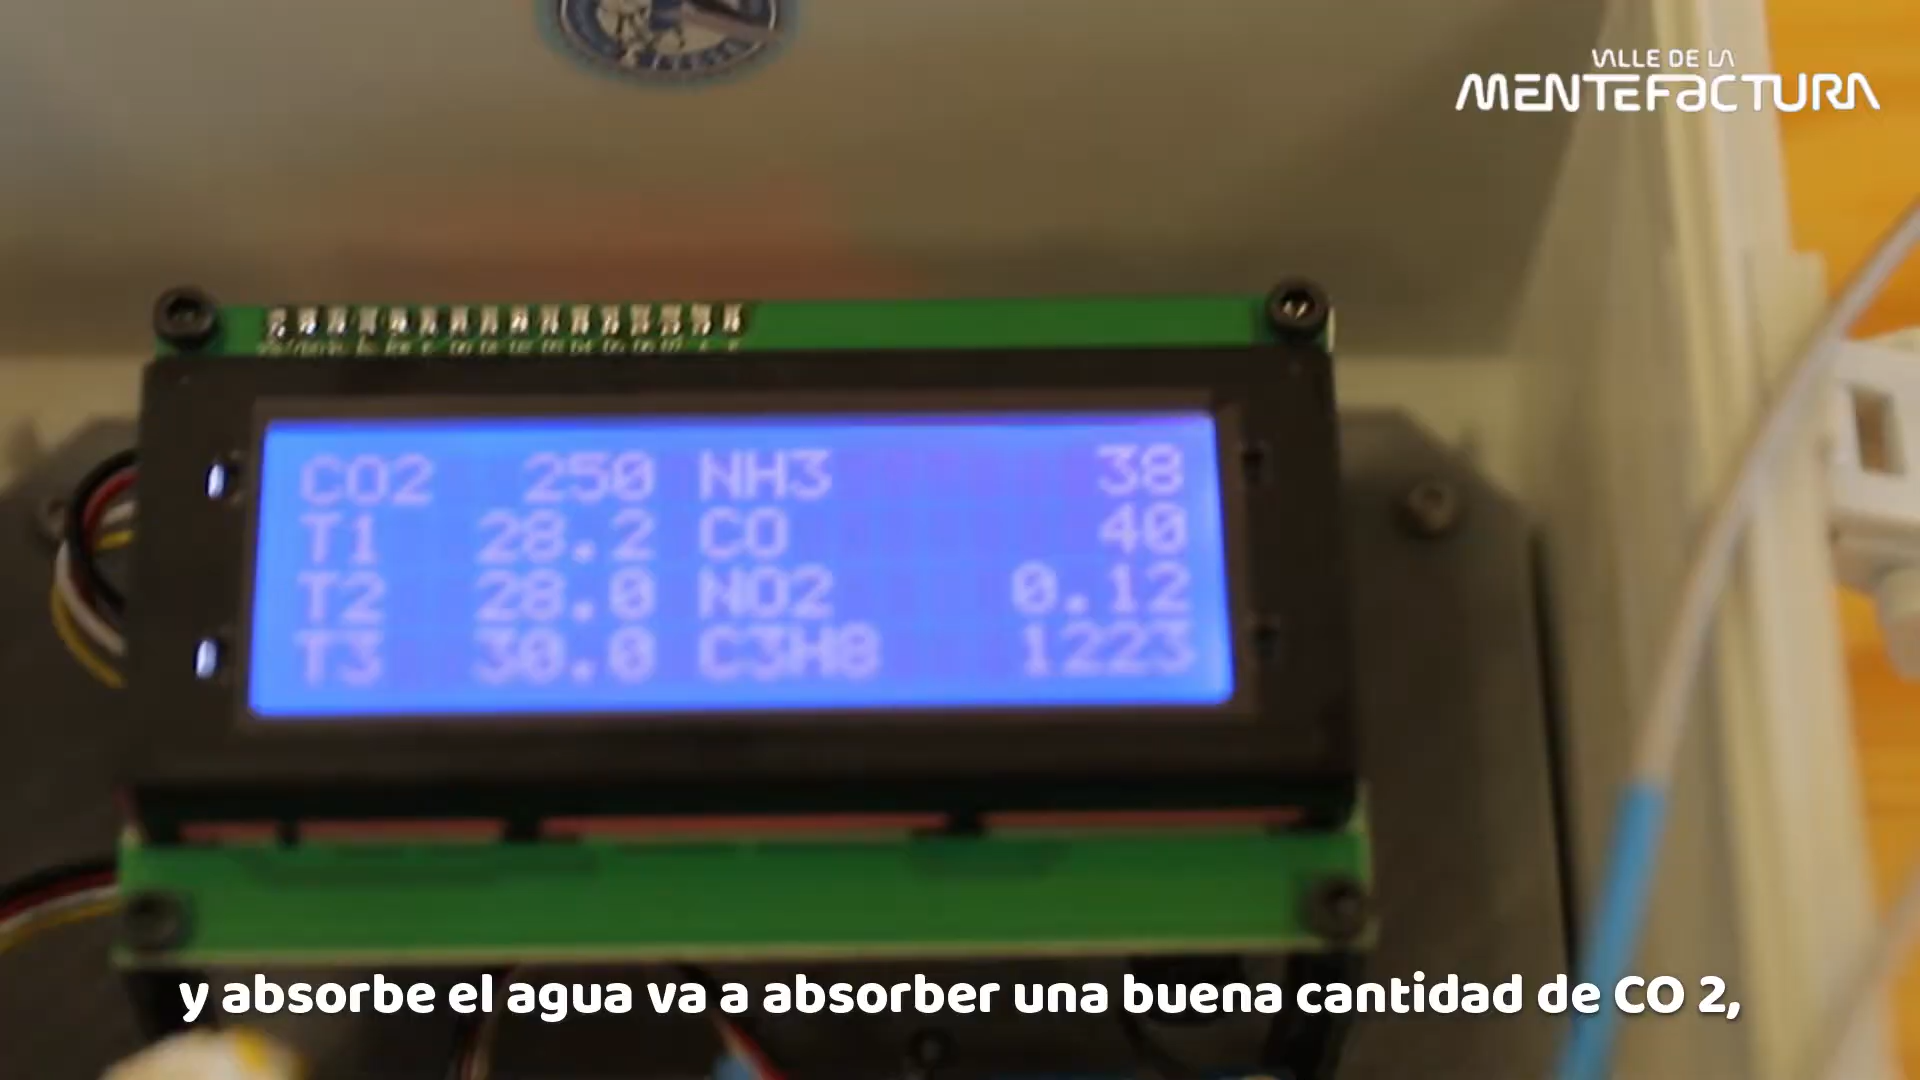 VALLE DE LA
MENTEFACTURA
CO2 250 NH3 38
T1 28.2 CO 40
T2 28.0 NO2 0.12
T3 30.0 C3H8 1223
y absorbe el agua va a absorber una buena cantidad de CO 2,